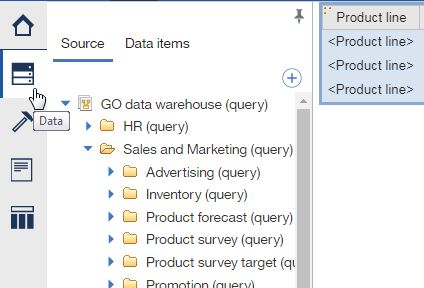 Source
Data items
Data
GO data warehouse (query)
HR (query)
Sales and Marketing (query)
Advertising (query)
Inventory (query)
Product forecast (query)
Product survey (query)
Product survey target (qu
Promotion (query)
Product line
<Product line>
<Product line>
<Product line>